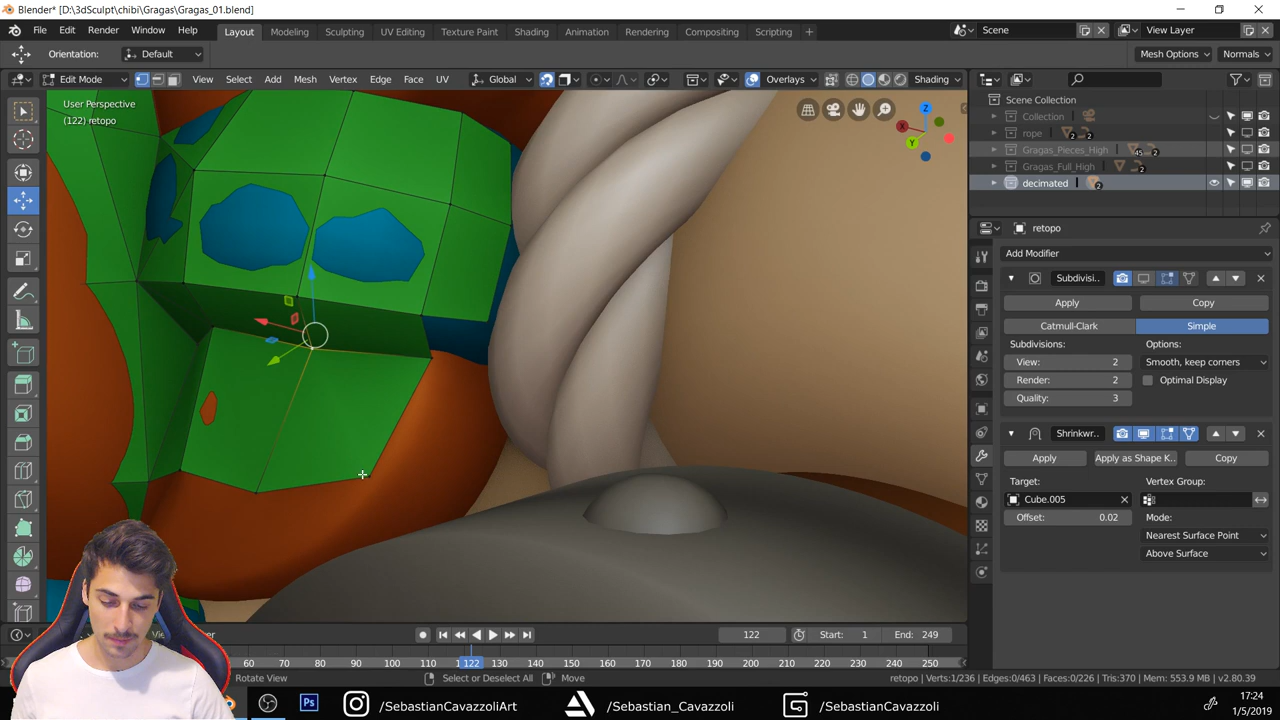 Blender* [D:\3dSculpt\chibi\Gragas\Gragas_01.blend]
File Edit Render Window Help Layout Modeling Sculpting UV Editing Texture Paint Shading Animation Rendering Compositing Scripting + Scene View Layer
Orientation: Default Mesh Options Normals
Edit Mode View Select Add Mesh Vertex Edge Face UV Global Overlays Shading
User Perspective
(122) retopo
Scene Collection
Collection
rope 2 2
Gragas_Pieces_High 45 2
Gragas_Full_High 2
decimated 2
retopo
Add Modifier
Subdivisi..
Apply Copy
Catmull-Clark Simple
Subdivisions: Options:
View: 2 Smooth, keep corners
Render: 2 Optimal Display
Quality: 3
Shrinkwr..
Apply Apply as Shape K.. Copy
Target: Vertex Group:
Cube.005
Offset: 0.02 Mode:
Nearest Surface Point
Above Surface
122 Start: 1 End: 249
60 70 80 90 100 110 122 130 140 150 160 170 180 190 200 210 220 230 240 250
Rotate View Select or Deselect All Move retopo | Verts:1/236 | Edges:0/463 | Faces:0/226 | Tris:370 | Mem: 553.9 MB | v2.80.39
Ps /SebastianCavazzoliArt /Sebastian_Cavazzoli /SebastianCavazzoli
17:24
1/5/2019